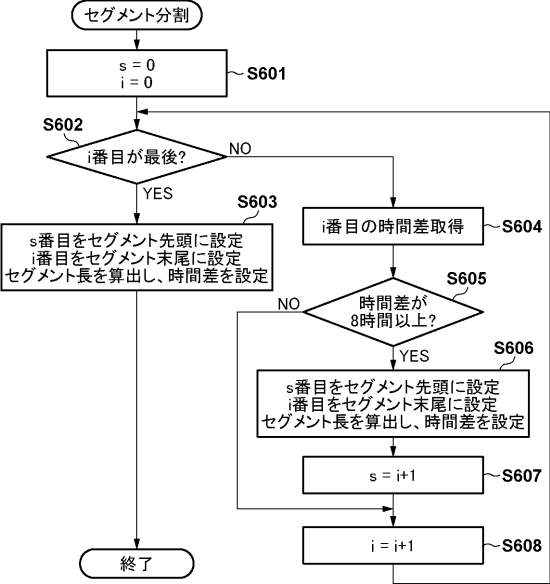 セグメント分割
s = 0
i = 0
S601
S602
i番目が最後?
NO
YES
S603
s番目をセグメント先頭に設定
i番目をセグメント末尾に設定
セグメント長を算出し、時間差を設定
i番目の時間差取得
S604
S605
時間差が
8時間以上?
NO
YES
S606
s番目をセグメント先頭に設定
i番目をセグメント末尾に設定
セグメント長を算出し、時間差を設定
s = i+1
S607
i = i+1
S608
終了